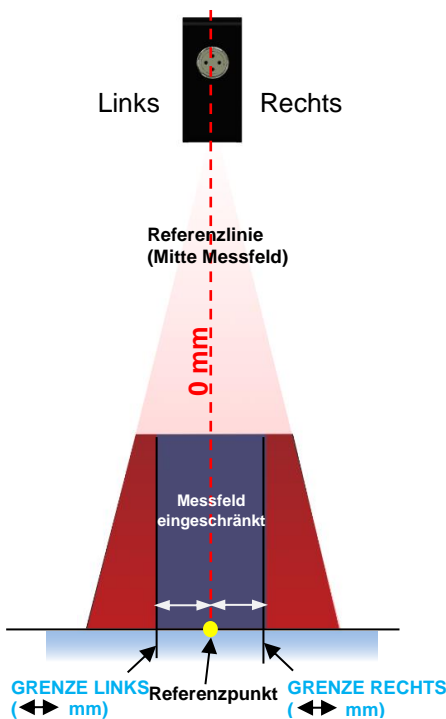 Links
Rechts
Referenzlinie
(Mitte Messfeld)
0 mm
Messfeld
eingeschränkt
GRENZE LINKS
( mm)
Referenzpunkt
GRENZE RECHTS
( mm)